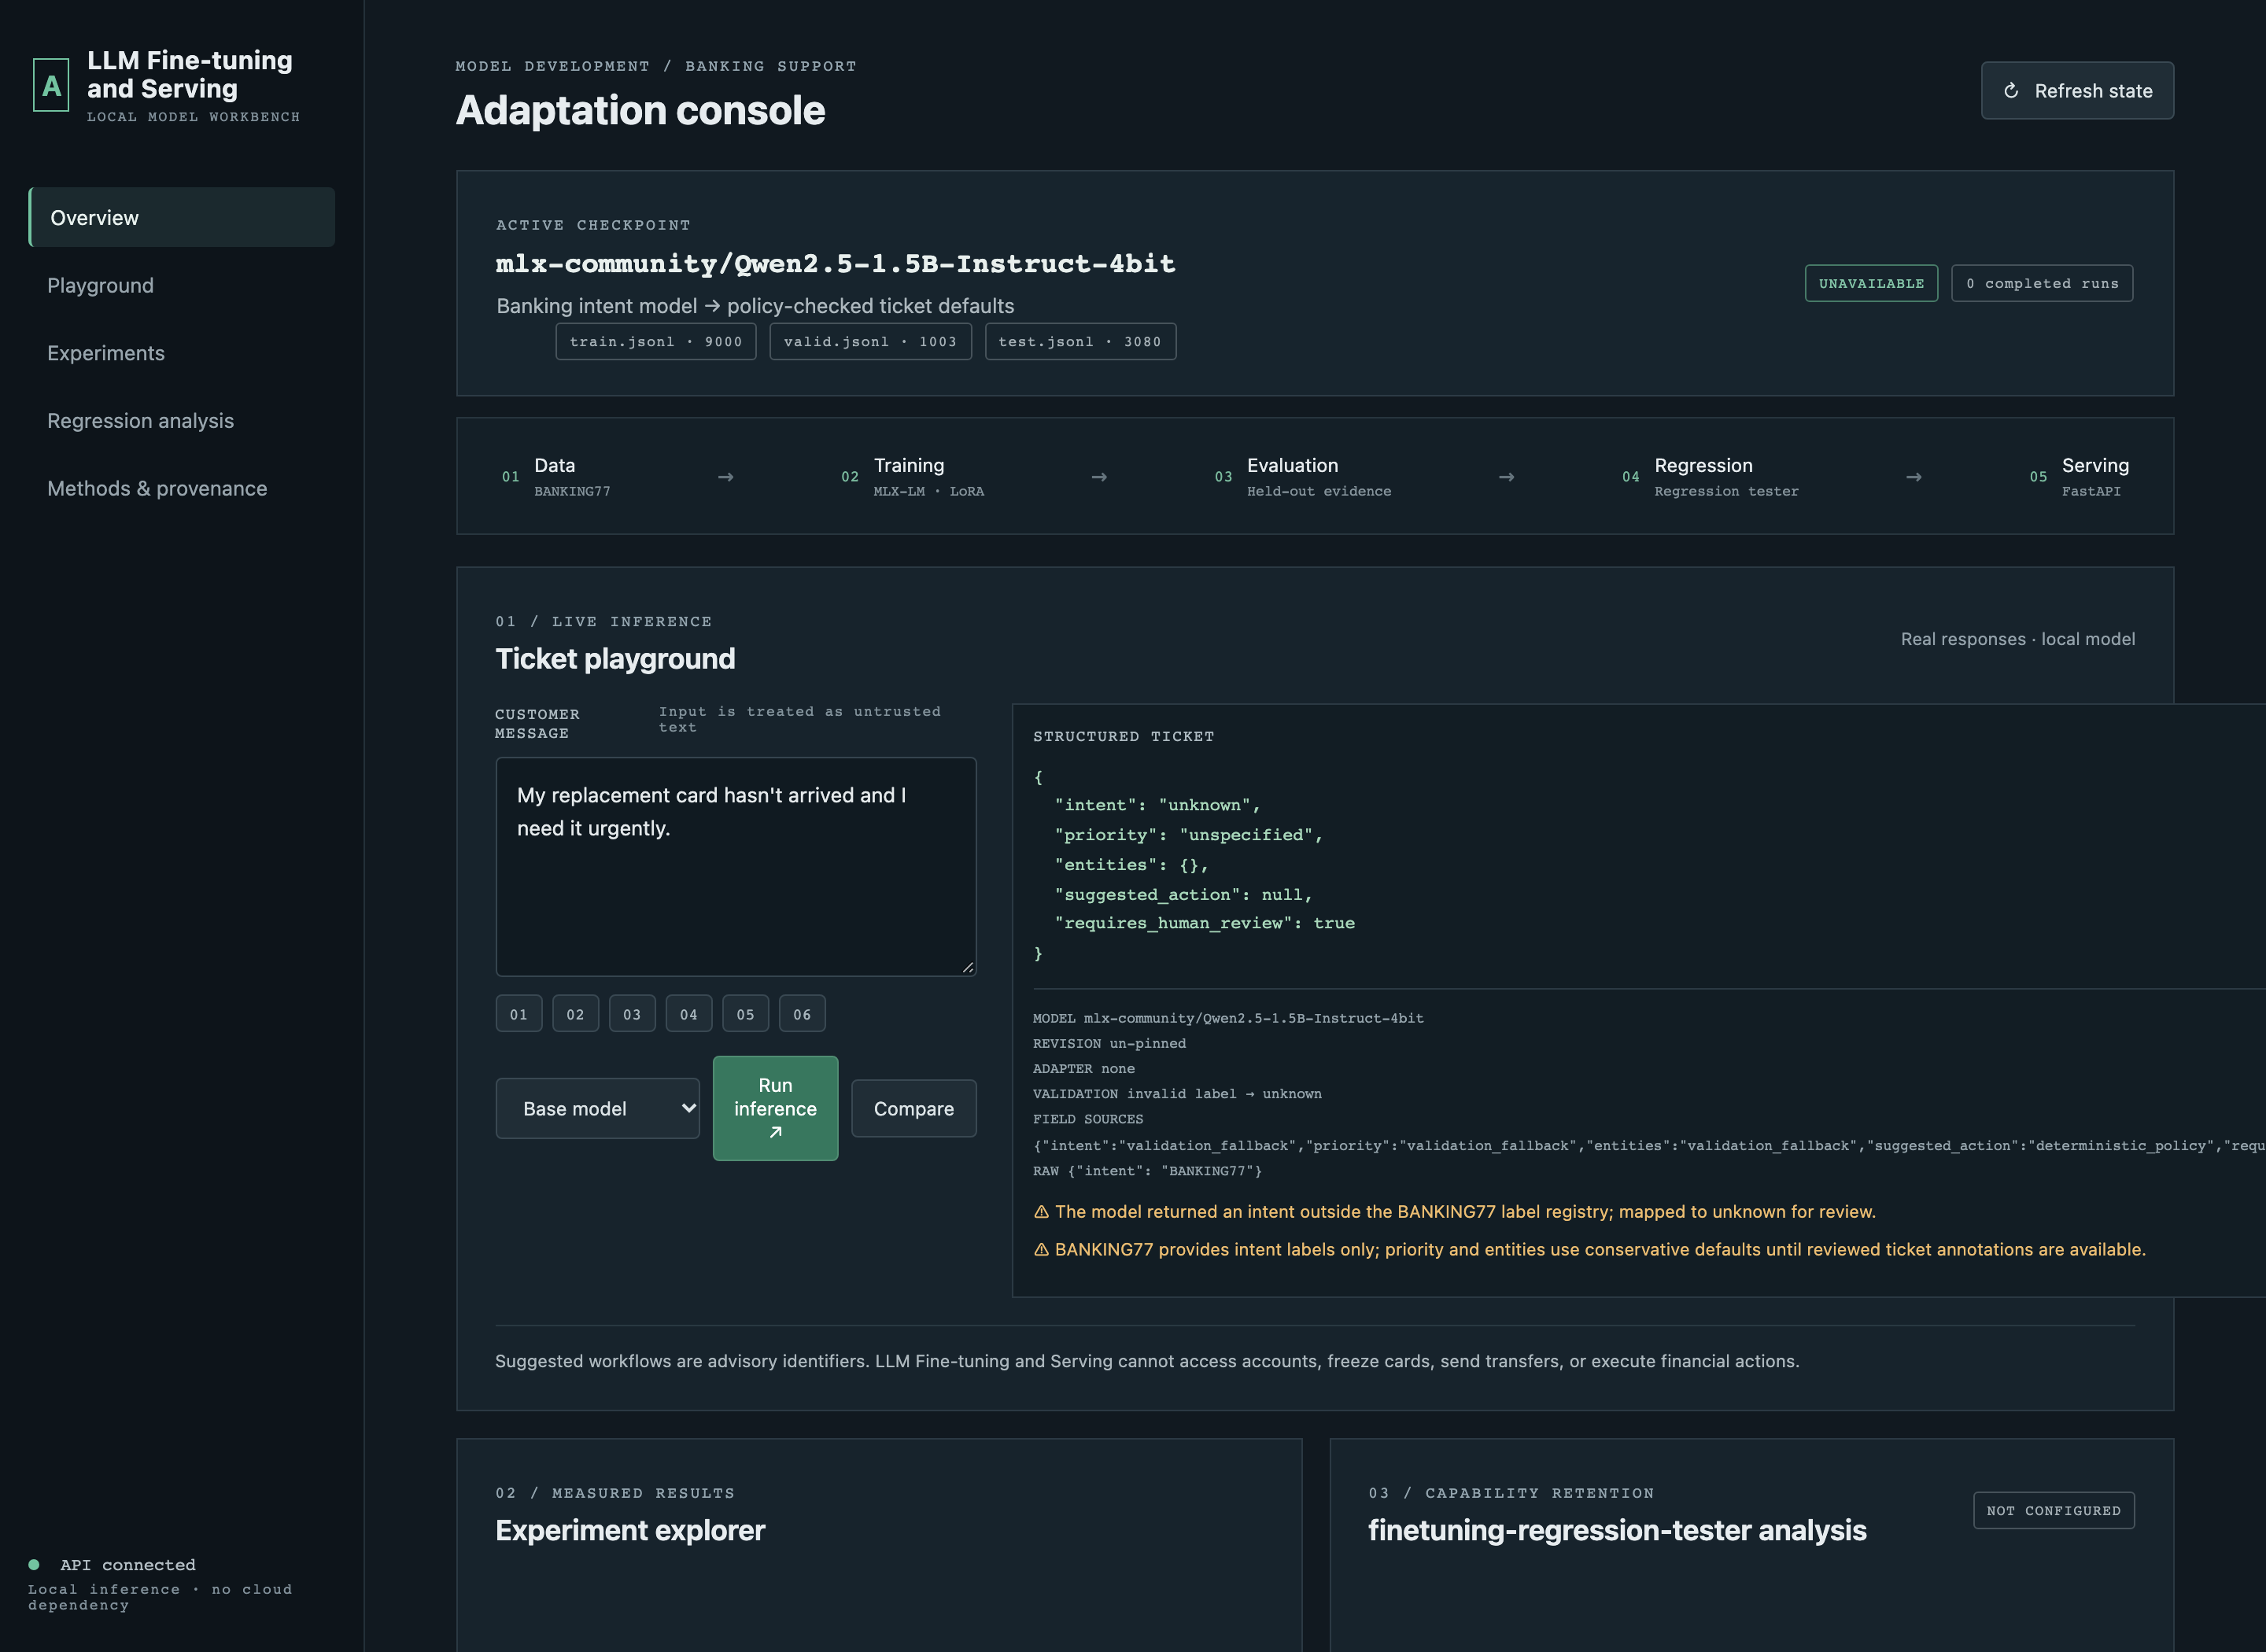 A
LLM Fine-tuning
and Serving
LOCAL MODEL WORKBENCH
Overview
Playground
Experiments
Regression analysis
Methods & provenance
API connected
Local inference · no cloud
dependency
MODEL DEVELOPMENT / BANKING SUPPORT
Adaptation console
↻ Refresh state
ACTIVE CHECKPOINT
mlx-community/Qwen2.5-1.5B-Instruct-4bit
Banking intent model → policy-checked ticket defaults
train.jsonl · 9000 valid.jsonl · 1003 test.jsonl · 3080
UNAVAILABLE 0 completed runs
01 Data
BANKING77
→
02 Training
MLX-LM · LoRA
→
03 Evaluation
Held-out evidence
→
04 Regression
Regression tester
→
05 Serving
FastAPI
01 / LIVE INFERENCE
Ticket playground
Real responses · local model
CUSTOMER
MESSAGE
Input is treated as untrusted
text
My replacement card hasn't arrived and I
need it urgently.
01 02 03 04 05 06
Base model
Run
inference
↗
Compare
STRUCTURED TICKET
{
"intent": "unknown",
"priority": "unspecified",
"entities": {},
"suggested_action": null,
"requires_human_review": true
}
MODEL mlx-community/Qwen2.5-1.5B-Instruct-4bit
REVISION un-pinned
ADAPTER none
VALIDATION invalid label → unknown
FIELD SOURCES
{"intent":"validation_fallback","priority":"validation_fallback","entities":"validation_fallback","suggested_action":"deterministic_policy","requ
RAW {"intent": "BANKING77"}
⚠ The model returned an intent outside the BANKING77 label registry; mapped to unknown for review.
⚠ BANKING77 provides intent labels only; priority and entities use conservative defaults until reviewed ticket annotations are available.
Suggested workflows are advisory identifiers. LLM Fine-tuning and Serving cannot access accounts, freeze cards, send transfers, or execute financial actions.
02 / MEASURED RESULTS
Experiment explorer
03 / CAPABILITY RETENTION
finetuning-regression-tester analysis
NOT CONFIGURED